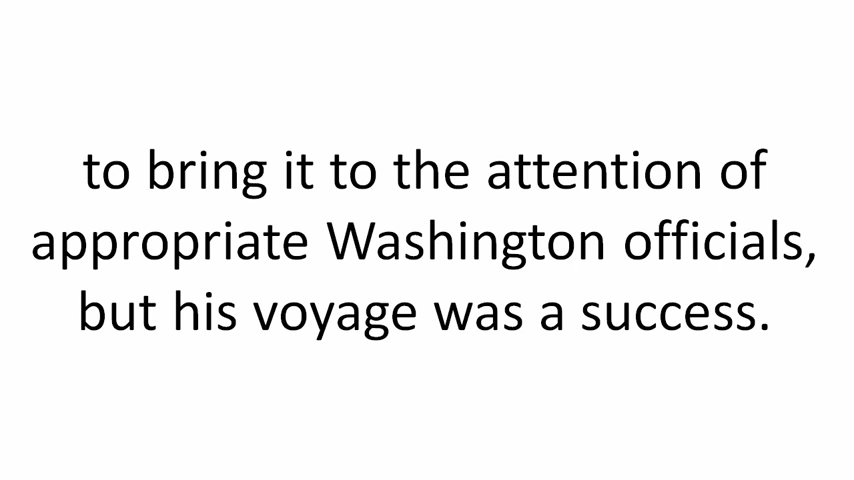 to bring it to the attention of
appropriate Washington officials,
but his voyage was a success.